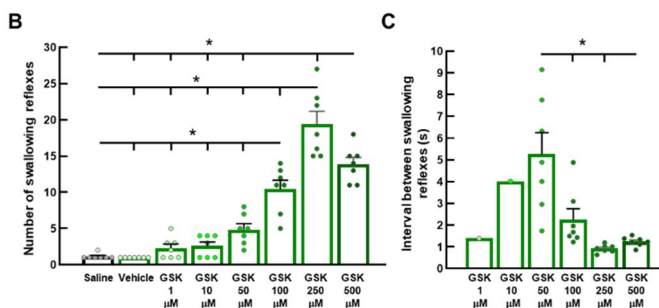 B
Number of swallowing reflexes
30
20
10
0
*
*
*
Saline Vehicle GSK GSK GSK GSK GSK GSK
1 10 50 100 250 500
μM μM μM μM μM μM
C
Interval between swallowing
reflexes (s)
10
9
8
7
6
5
4
3
2
1
0
*
GSK GSK GSK GSK GSK GSK
1 10 50 100 250 500
μM μM μM μM μM μM